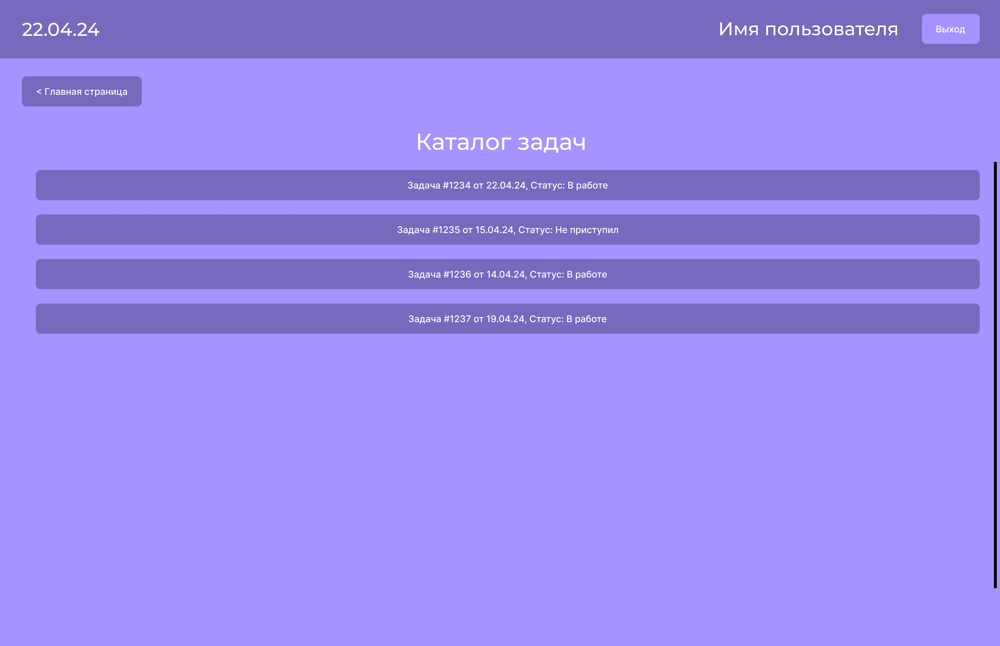 22.04.24
Имя пользователя
Выход
< Главная страница
Каталог задач
Задача #1234 от 22.04.24, Статус: В работе
Задача #1235 от 15.04.24, Статус: Не приступил
Задача #1236 от 14.04.24, Статус: В работе
Задача #1237 от 19.04.24, Статус: В работе